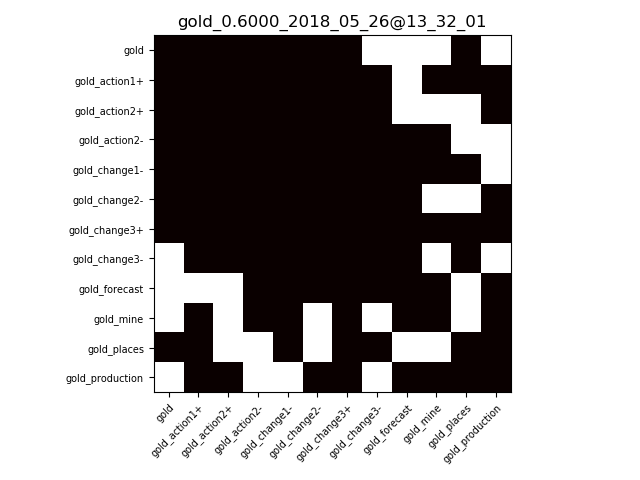 gold_0.6000_2018_05_26@13_32_01
gold
gold_action1+
gold_action2+
gold_action2-
gold_change1-
gold_change2-
gold_change3+
gold_change3-
gold_forecast
gold_mine
gold_places
gold_production
gold
gold_action1+
gold_action2+
gold_action2-
gold_change1-
gold_change2-
gold_change3+
gold_change3-
gold_forecast
gold_mine
gold_places
gold_production